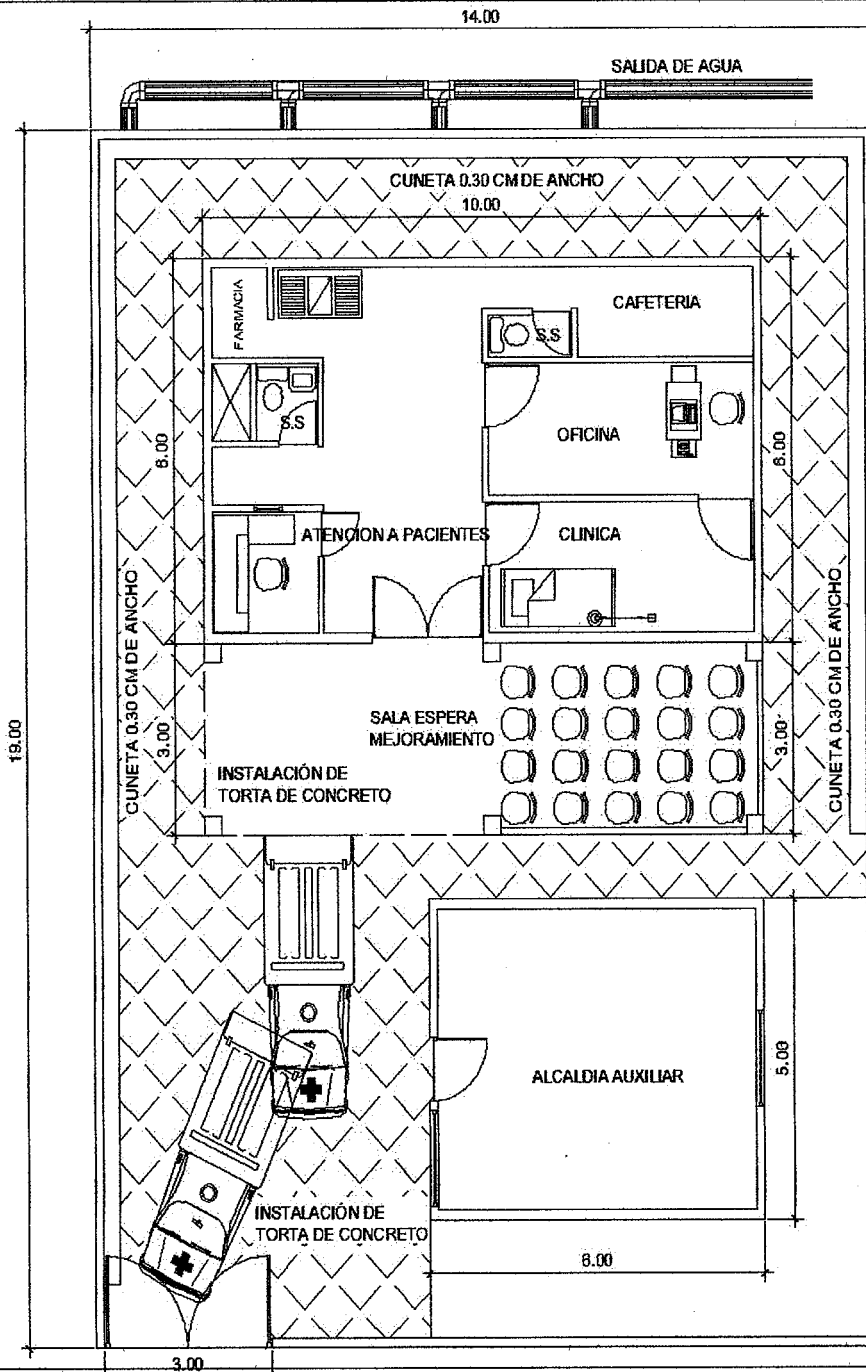 14.00
SALIDA DE AGUA
CUNETA 0.30 CM DE ANCHO
10.00
FARMACIA
CAFETERIA
S.S
S.S
OFICINA
6.00
6.00
ATENCION A PACIENTES
CLINICA
CUNETA 0.30 CM DE ANCHO
CUNETA 0.30 CM DE ANCHO
19.00
3.00
SALA ESPERA
MEJORAMIENTO
3.00
INSTALACIÓN DE
TORTA DE CONCRETO
ALCALDIA AUXILIAR
5.00
INSTALACIÓN DE
TORTA DE CONCRETO
6.00
3.00